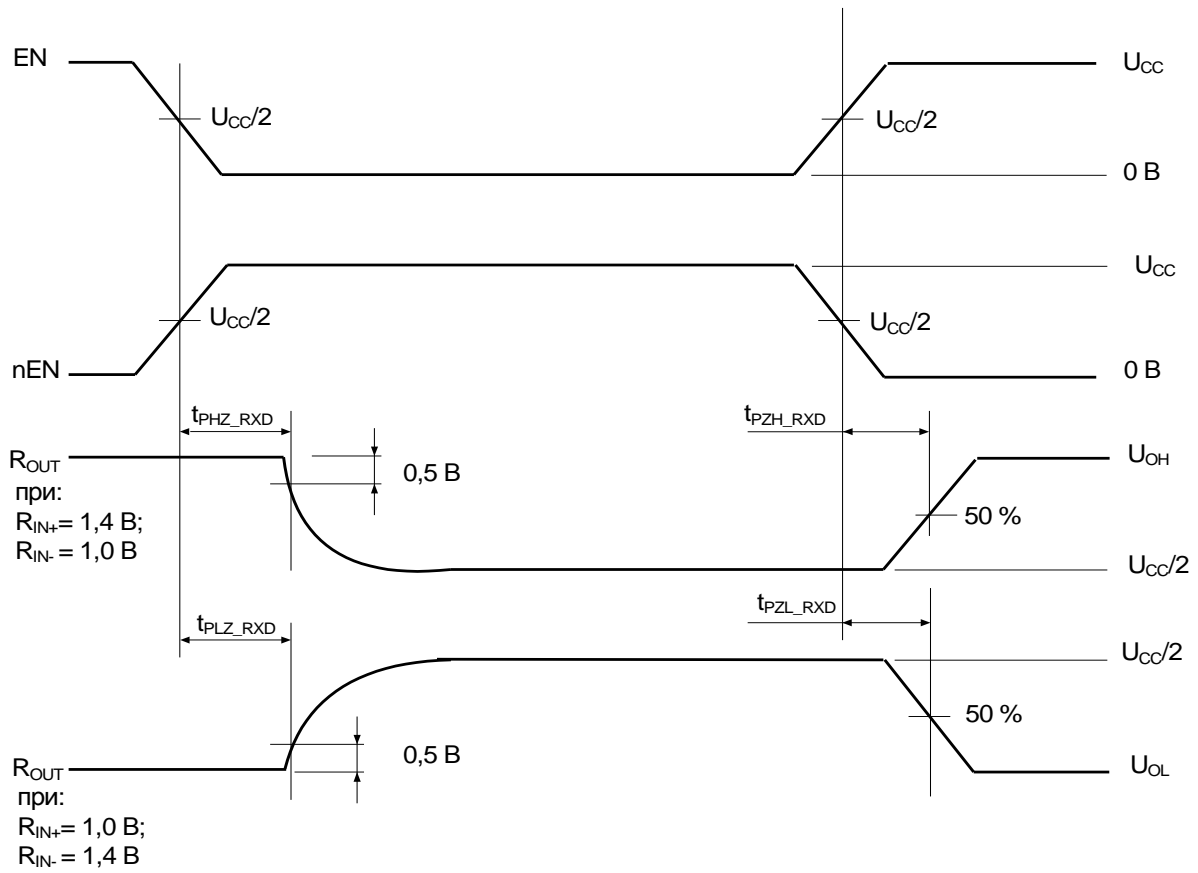 EN
U_CC
U_CC/2
U_CC/2
0 В
U_CC
U_CC/2
U_CC/2
nEN
0 В
t_PHZ_RXD
t_PZH_RXD
R_OUT
при:
R_IN+= 1,4 В;
R_IN- = 1,0 В
0,5 В
U_OH
50 %
U_CC/2
t_PLZ_RXD
t_PZL_RXD
U_CC/2
50 %
0,5 В
R_OUT
при:
R_IN+= 1,0 В;
R_IN- = 1,4 В
U_OL